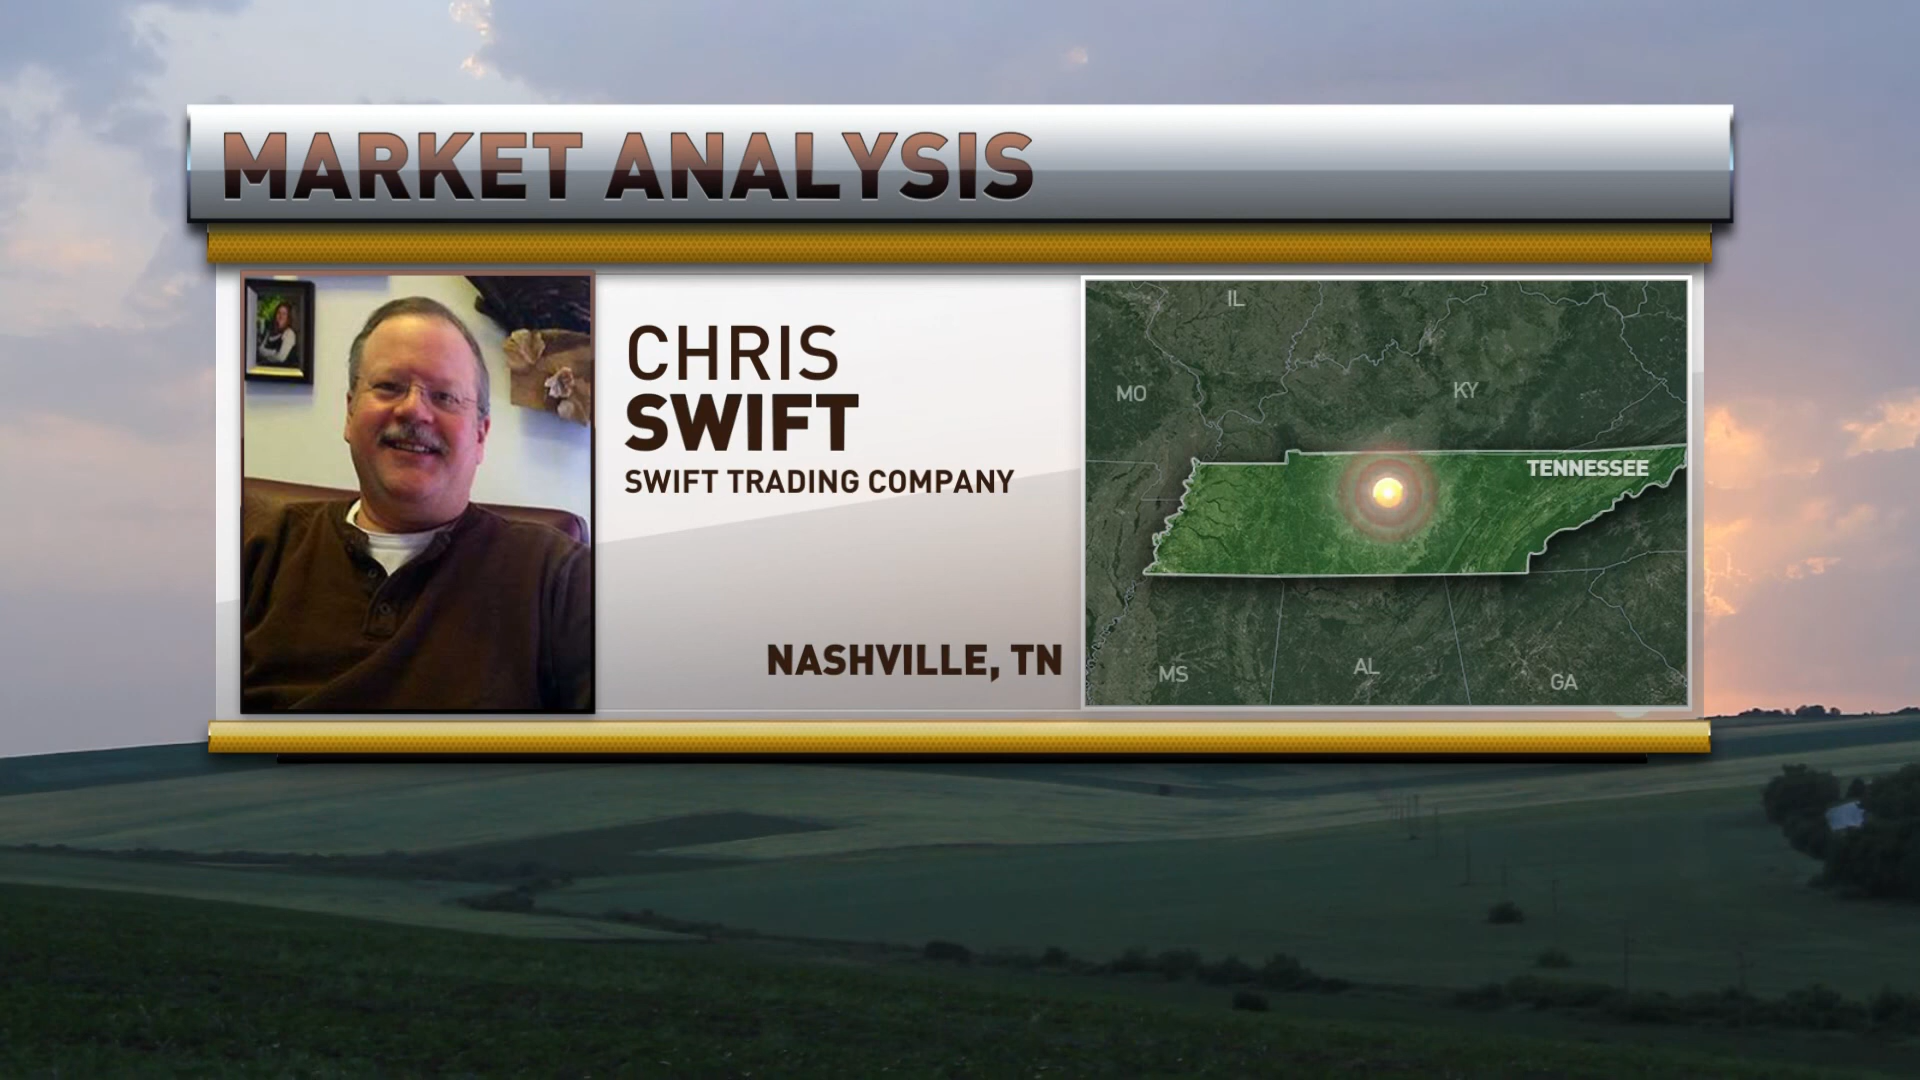 MARKET ANALYSIS
CHRIS
SWIFT
SWIFT TRADING COMPANY
NASHVILLE, TN
IL
MO
KY
TENNESSEE
MS
AL
GA